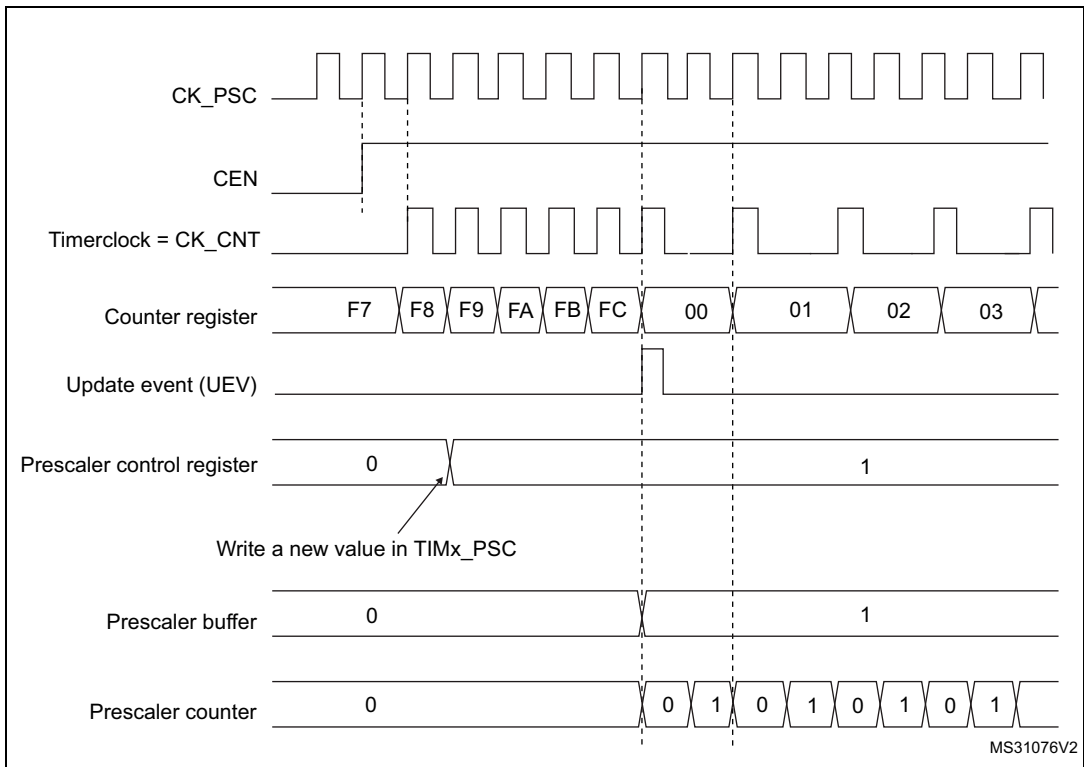 CK_PSC
CEN
Timerclock = CK_CNT
Counter register F7 F8 F9 FA FB FC 00 01 02 03
Update event (UEV)
Prescaler control register 0 1
Write a new value in TIMx_PSC
Prescaler buffer 0 1
Prescaler counter 0 0 1 0 1 0 1 0 1
MS31076V2